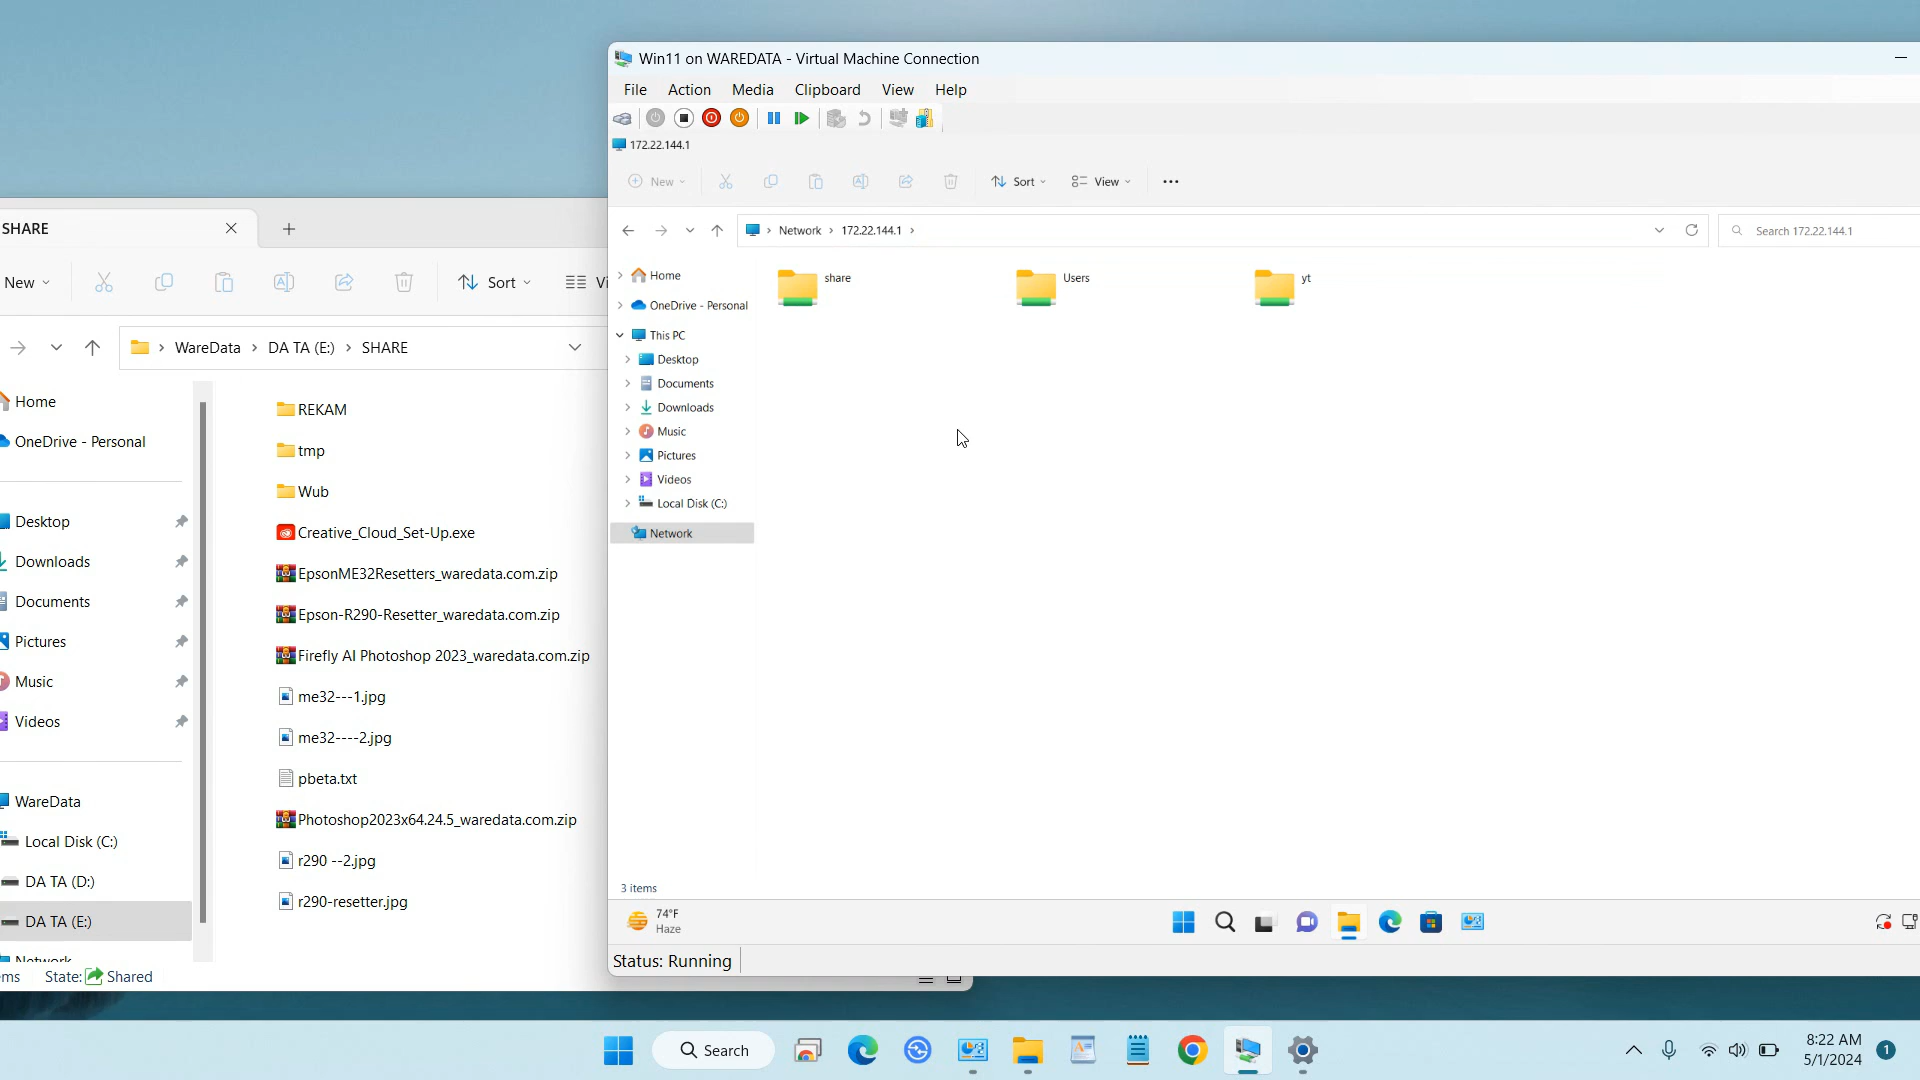 SHARE
New
Sort
Vi
WareData
DA TA (E:)
SHARE
Home
OneDrive - Personal
Desktop
Downloads
Documents
Pictures
Music
Videos
WareData
Local Disk (C:)
DA TA (D:)
DA TA (E:)
Network
REKAM
tmp
Wub
Creative_Cloud_Set-Up.exe
EpsonME32Resetters_waredata.com.zip
Epson-R290-Resetter_waredata.com.zip
Firefly AI Photoshop 2023_waredata.com.zip
me32---1.jpg
me32----2.jpg
pbeta.txt
Photoshop2023x64.24.5_waredata.com.zip
r290 --2.jpg
r290-resetter.jpg
ms State: Shared
Win11 on WAREDATA - Virtual Machine Connection
File Action Media Clipboard View Help
172.22.144.1
New Sort View
Network > 172.22.144.1 >
Search 172.22.144.1
Home
OneDrive - Personal
This PC
Desktop
Documents
Downloads
Music
Pictures
Videos
Local Disk (C:)
Network
share
Users
yt
3 items
74°F
Haze
Status: Running
Search
8:22 AM
5/1/2024
1